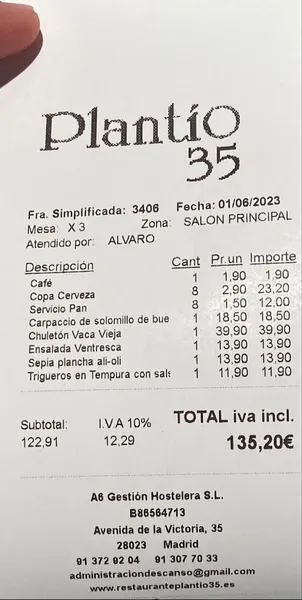 Plantío
35
Fra. Simplificada: 3406 Fecha: 01/06/2023
Mesa: X 3 Zona: SALON PRINCIPAL
Atendido por: ALVARO
Descripción Cant Pr.un Importe
Café 1 1,90 1,90
Copa Cerveza 8 2,90 23,20
Servicio Pan 8 1,50 12,00
Carpaccio de solomillo de bue 1 18,50 18,50
Chuletón Vaca Vieja 1 39,90 39,90
Ensalada Ventresca 1 13,90 13,90
Sepia plancha ali-oli 1 13,90 13,90
Trigueros en Tempura con sals 1 11,90 11,90
Subtotal: I.V.A 10% TOTAL iva incl.
122,91 12,29 135,20€
A6 Gestión Hostelera S.L.
B86564713
Avenida de la Victoria, 35
28023 Madrid
91 372 92 04 91 307 70 33
administraciondescanso@gmail.com
www.restauranteplantio35.es